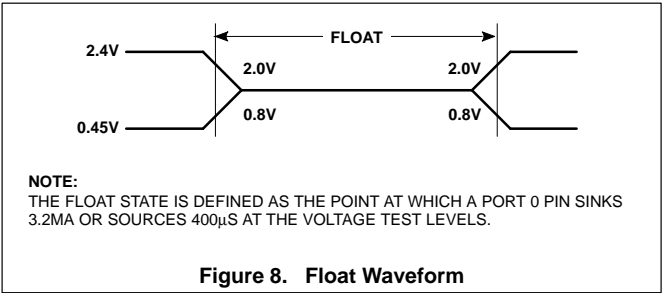 FLOAT
2.4V
2.0V 2.0V
0.8V 0.8V
0.45V
NOTE:
THE FLOAT STATE IS DEFINED AS THE POINT AT WHICH A PORT 0 PIN SINKS
3.2MA OR SOURCES 400µS AT THE VOLTAGE TEST LEVELS.
Figure 8. Float Waveform